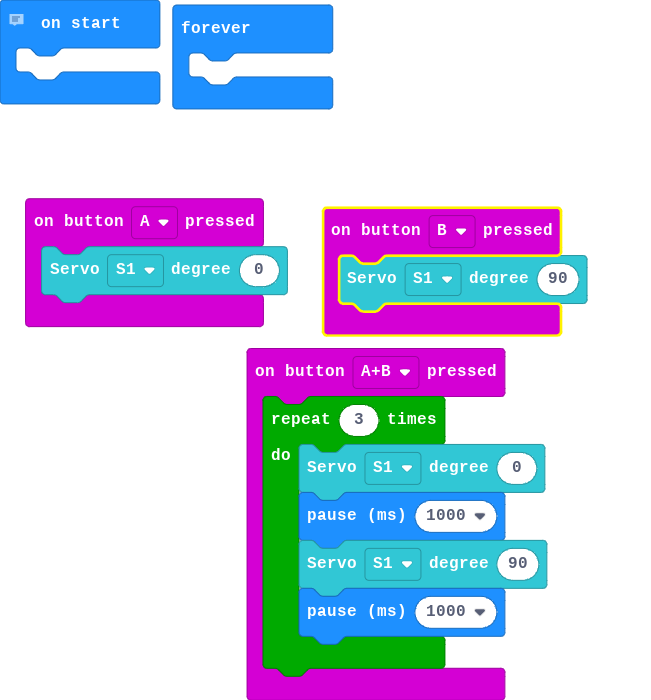 on start
forever
on button A pressed
Servo S1 degree 0
on button B pressed
Servo S1 degree 90
on button A+B pressed
repeat 3 times
do
Servo S1 degree 0
pause (ms) 1000
Servo S1 degree 90
pause (ms) 1000